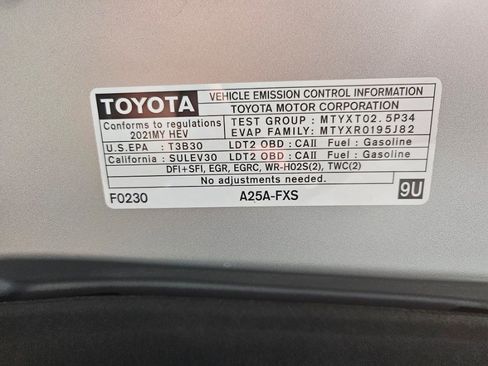 TOYOTA
VEHICLE EMISSION CONTROL INFORMATION
TOYOTA MOTOR CORPORATION
Conforms to regulations
2021MY HEV
TEST GROUP : MTYXT02.5P34
EVAP FAMILY: MTYXR0195J82
U.S.EPA : T3B30 LDT2 OBD : CAII Fuel : Gasoline
California : SULEV30 LDT2 OBD : CAII Fuel : Gasoline
DFI+SFI, EGR, EGRC, WR-HO2S(2), TWC(2)
No adjustments needed.
F0230 A25A-FXS 9U